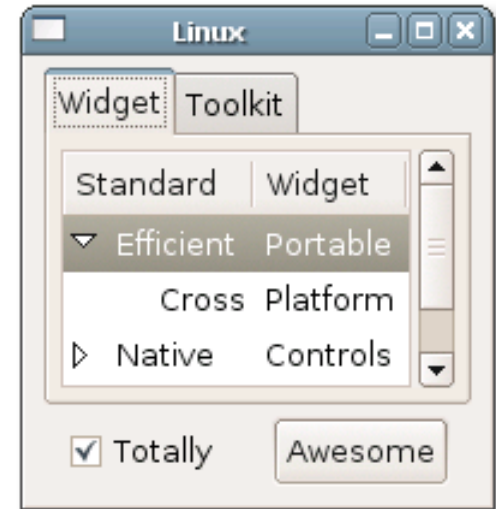 Linux
Widget Toolkit
Standard Widget
Efficient Portable
Cross Platform
Native Controls
Totally Awesome